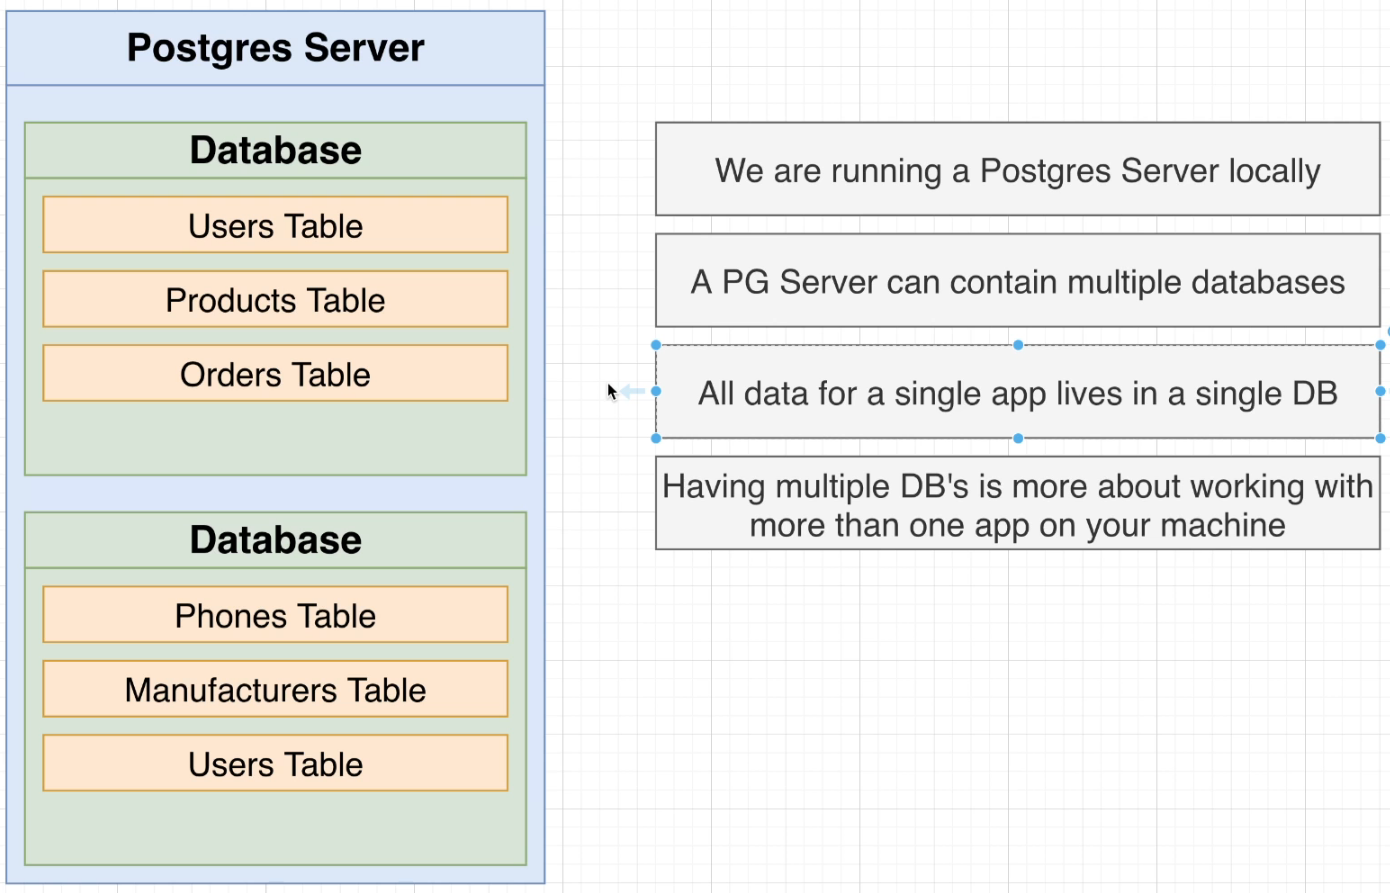 Postgres Server
Database
Users Table
Products Table
Orders Table
Database
Phones Table
Manufacturers Table
Users Table
We are running a Postgres Server locally
A PG Server can contain multiple databases
All data for a single app lives in a single DB
Having multiple DB's is more about working with
more than one app on your machine